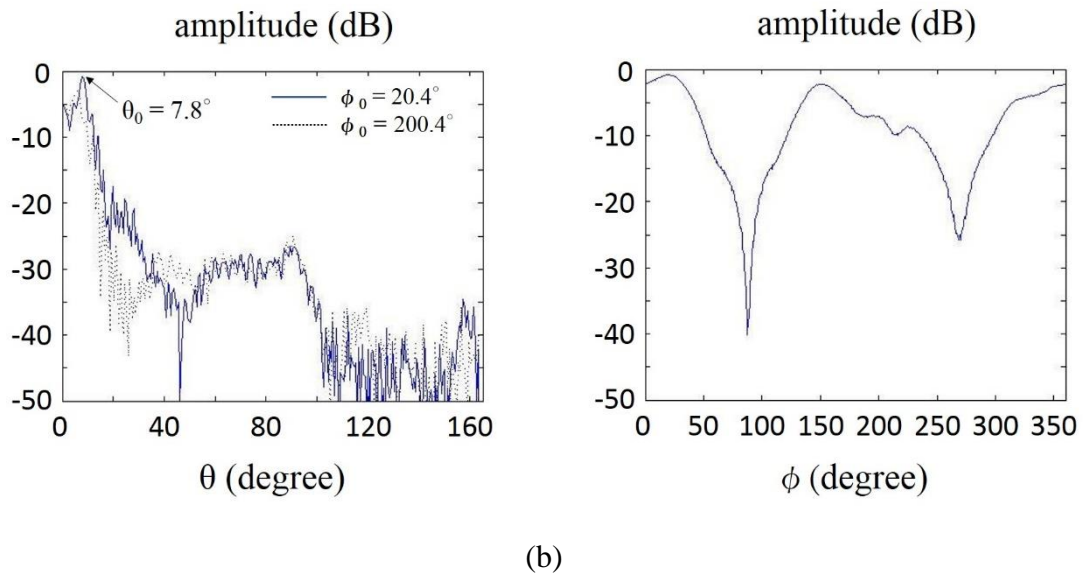 amplitude (dB)
0
-10
-20
-30
-40
-50
θ₀ = 7.8°
ϕ₀ = 20.4°
ϕ₀ = 200.4°
0 40 80 120 160
θ (degree)
amplitude (dB)
0
-10
-20
-30
-40
-50
0 50 100 150 200 250 300 350
ϕ (degree)
(b)